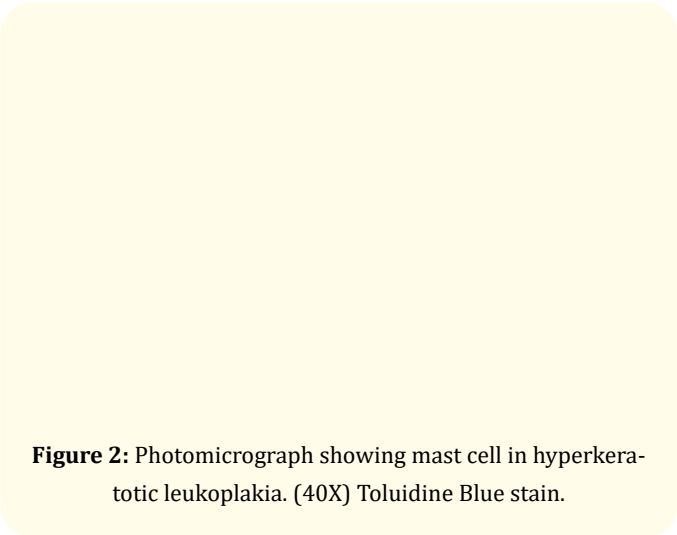 Figure 2: Photomicrograph showing mast cell in hyperkera-
totic leukoplakia. (40X) Toluidine Blue stain.